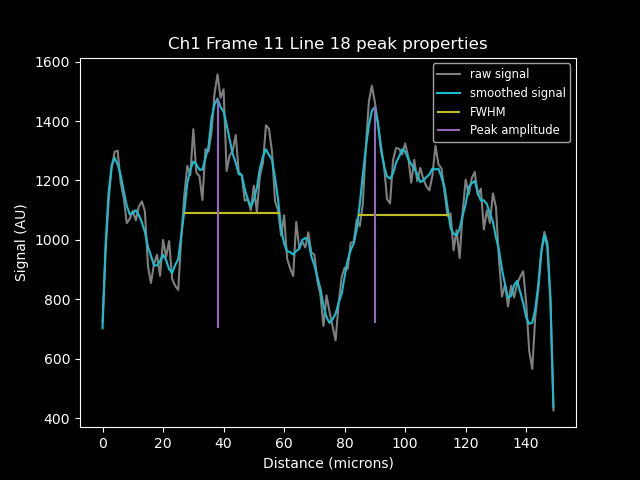 Ch1 Frame 11 Line 18 peak properties
raw signal
smoothed signal
FWHM
Peak amplitude
Signal (AU)
1600
1400
1200
1000
800
600
400
0 20 40 60 80 100 120 140
Distance (microns)